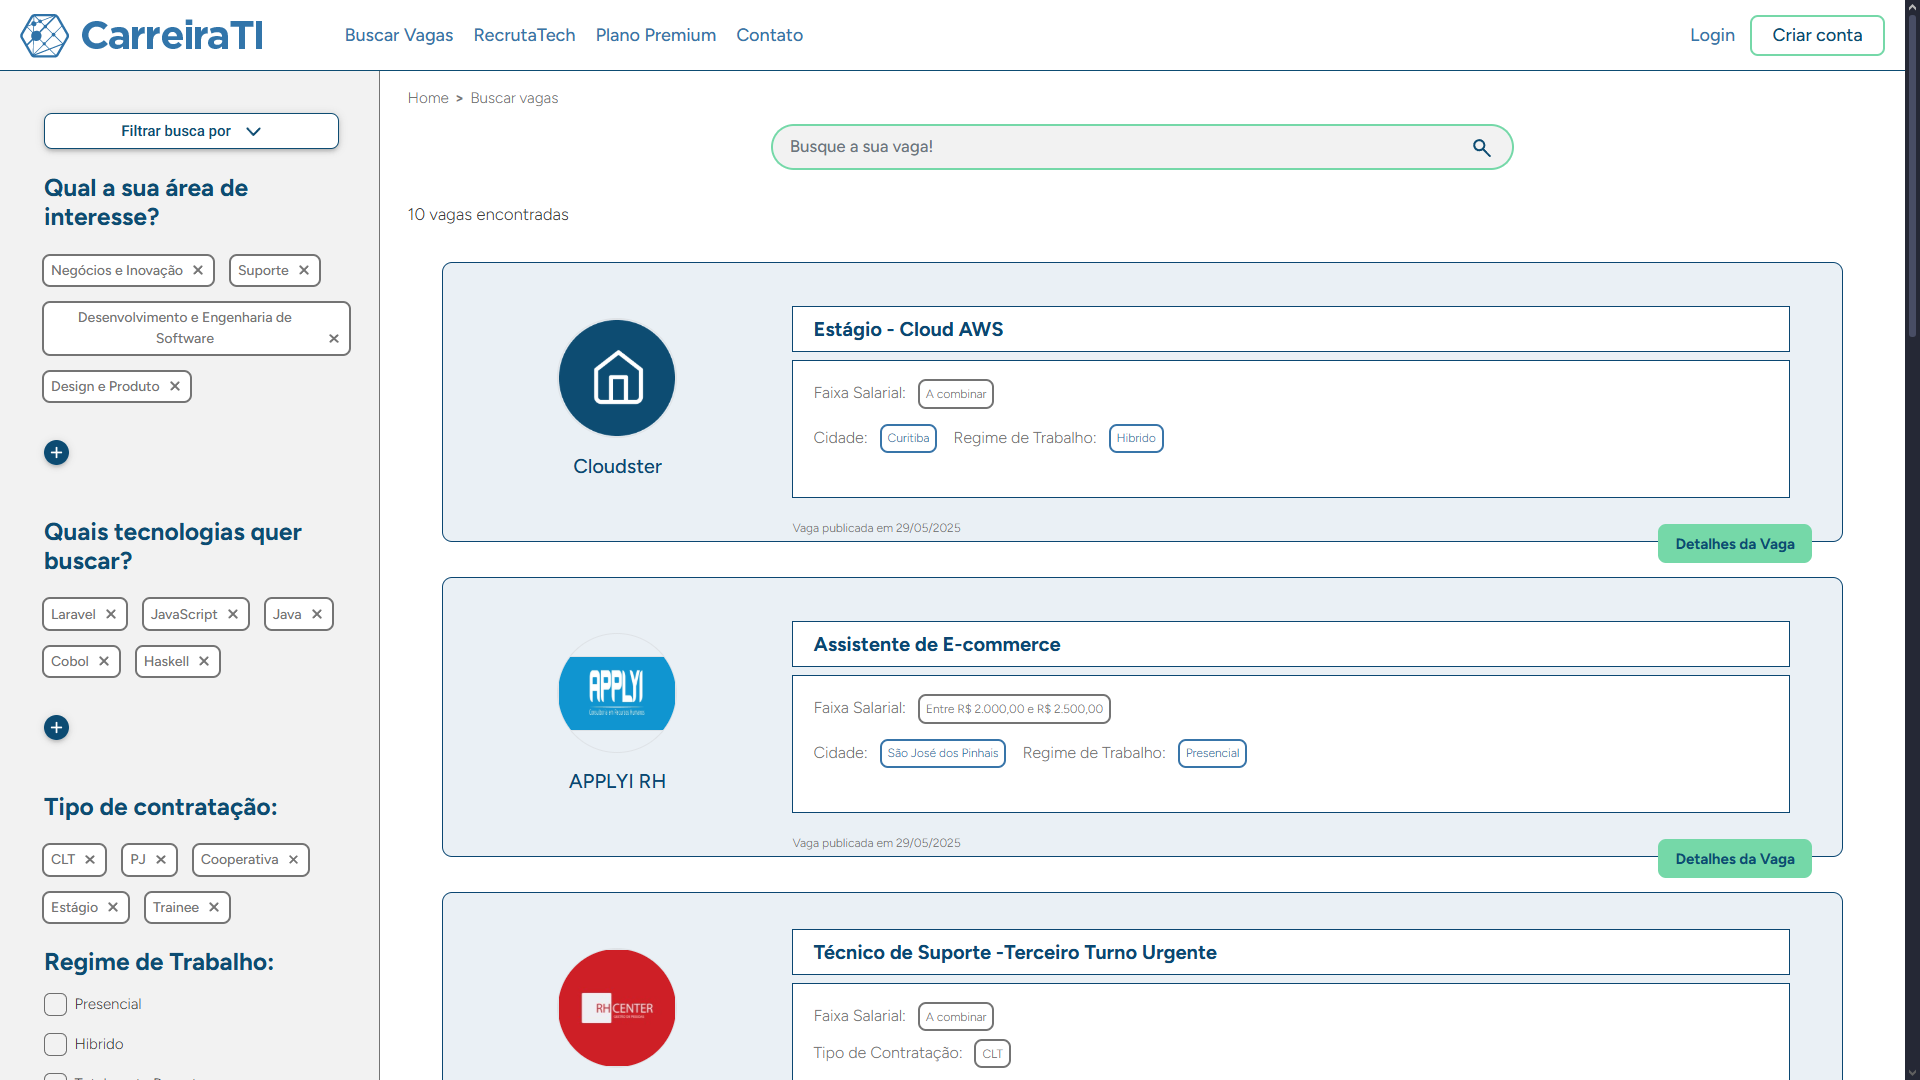 CarreiraTI
Buscar Vagas
RecrutaTech
Plano Premium
Contato
Login
Criar conta
Filtrar busca por
Qual a sua área de
interesse?
Negócios e Inovação
Suporte
Desenvolvimento e Engenharia de
Software
Design e Produto
Quais tecnologias quer
buscar?
Laravel
JavaScript
Java
Cobol
Haskell
Tipo de contratação:
CLT
PJ
Cooperativa
Estágio
Trainee
Regime de Trabalho:
Presencial
Hibrido
Home > Buscar vagas
Busque a sua vaga!
10 vagas encontradas
Cloudster
Estágio - Cloud AWS
Faixa Salarial: A combinar
Cidade: Curitiba Regime de Trabalho: Hibrido
Vaga publicada em 29/05/2025
Detalhes da Vaga
APPLYI
APPLYI RH
Assistente de E-commerce
Faixa Salarial: Entre R$ 2.000,00 e R$ 2.500,00
Cidade: São José dos Pinhais Regime de Trabalho: Presencial
Vaga publicada em 29/05/2025
Detalhes da Vaga
RH CENTER
Técnico de Suporte -Terceiro Turno Urgente
Faixa Salarial: A combinar
Tipo de Contratação: CLT